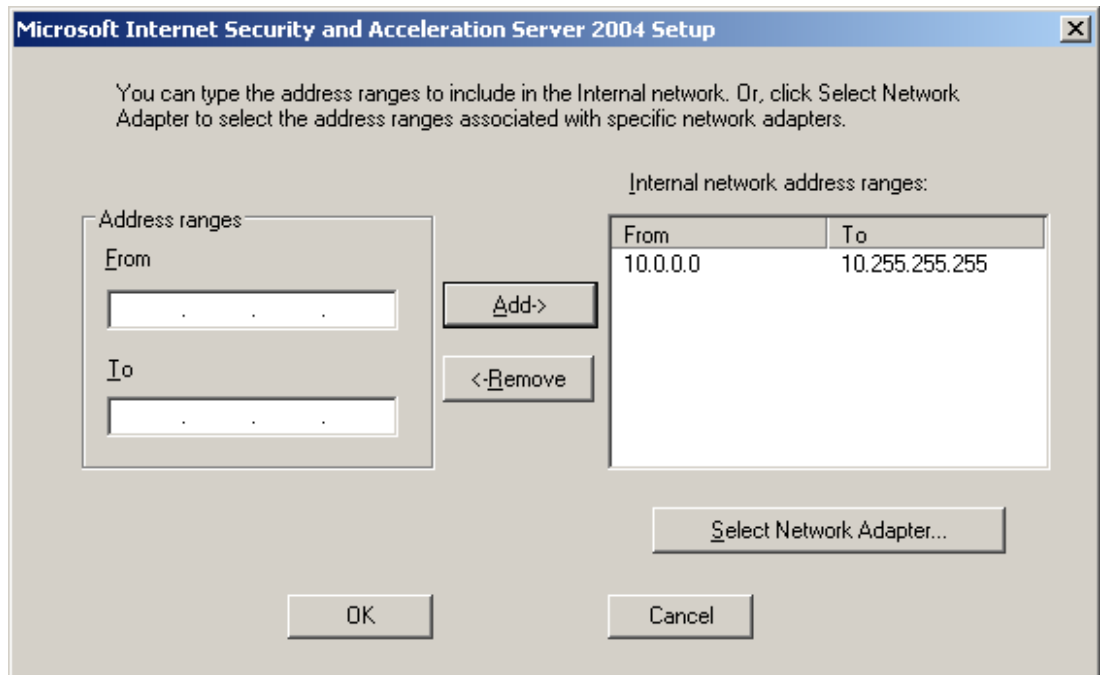 Microsoft Internet Security and Acceleration Server 2004 Setup
You can type the address ranges to include in the Internal network. Or, click Select Network
Adapter to select the address ranges associated with specific network adapters.
Internal network address ranges:
Address ranges
From
To
From To
10.0.0.0 10.255.255.255
Add->
<-Remove
Select Network Adapter...
OK
Cancel